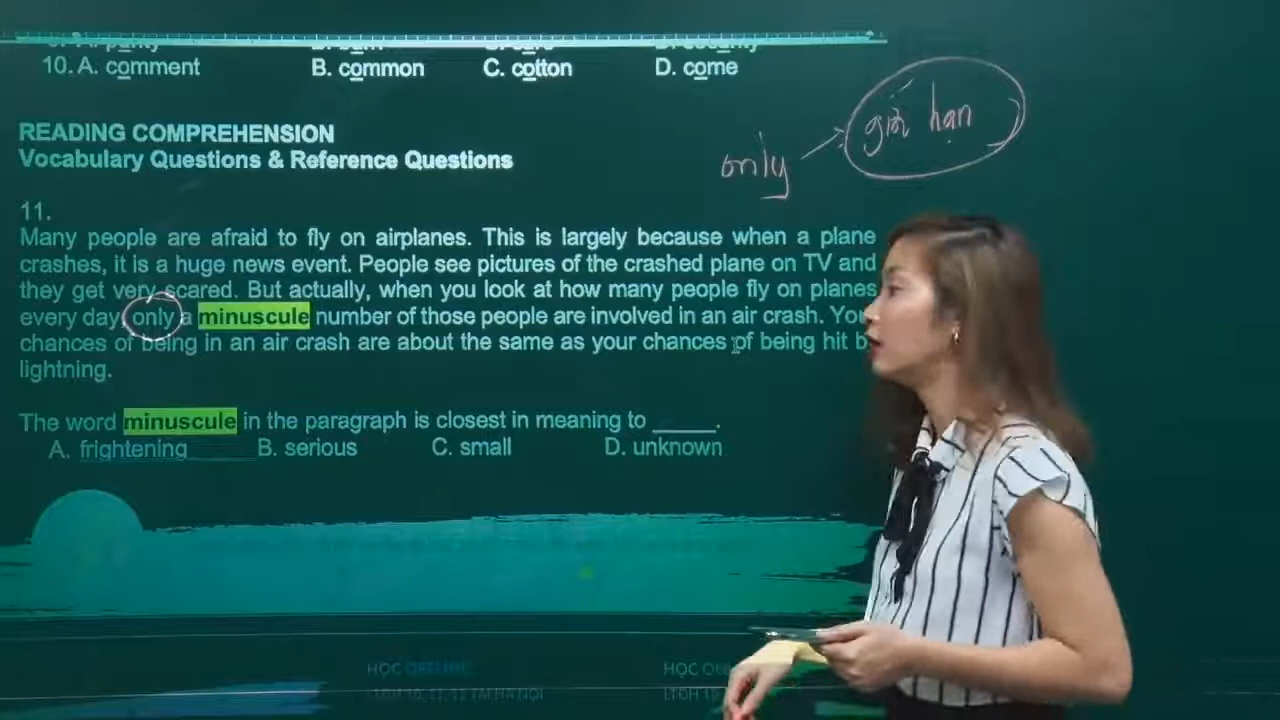 10. A. comment B. common C. cotton D. come
only → giới hạn
READING COMPREHENSION
Vocabulary Questions & Reference Questions
11.
Many people are afraid to fly on airplanes. This is largely because when a plane
crashes, it is a huge news event. People see pictures of the crashed plane on TV and
they get very scared. But actually, when you look at how many people fly on planes
every day only a minuscule number of those people are involved in an air crash. You
chances of being in an air crash are about the same as your chances of being hit b
lightning.
The word minuscule in the paragraph is closest in meaning to _____.
A. frightening B. serious C. small D. unknown
HỌC OFFLINE HỌC